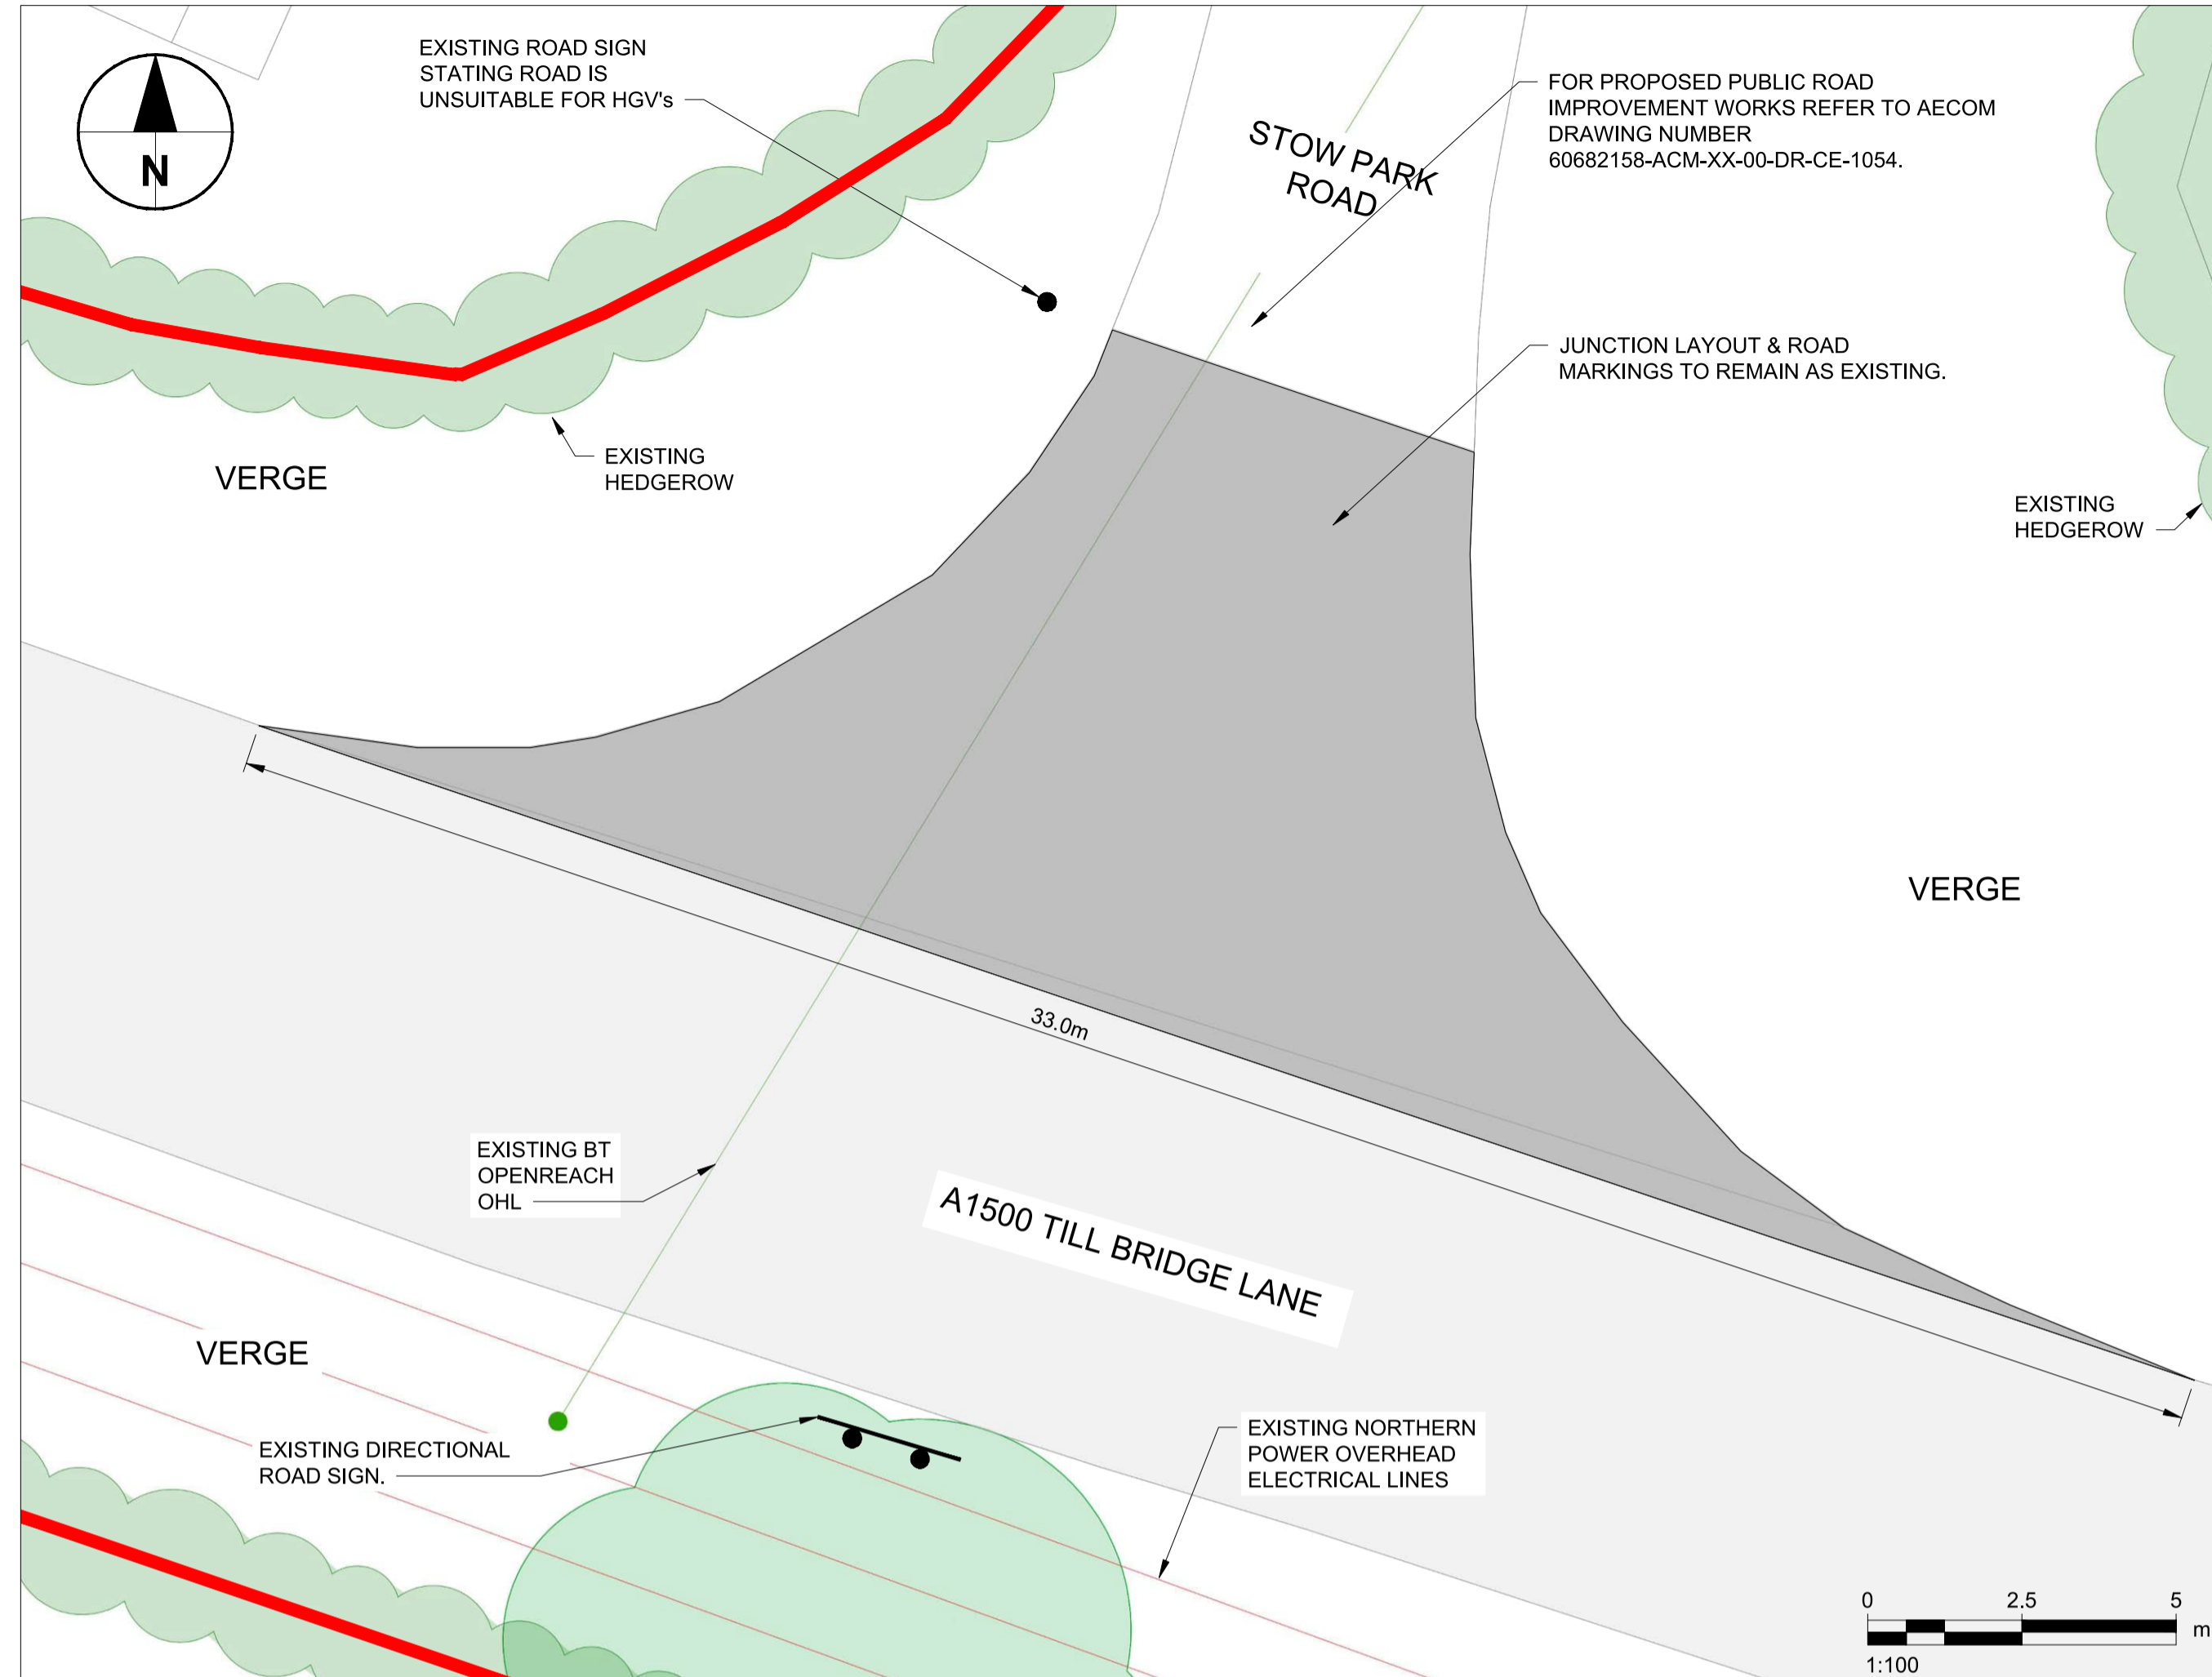 EXISTING ROAD SIGN
STATING ROAD IS
UNSUITABLE FOR HGV's
N
STOW PARK
ROAD
FOR PROPOSED PUBLIC ROAD
IMPROVEMENT WORKS REFER TO AECOM
DRAWING NUMBER
60682158-ACM-XX-00-DR-CE-1054.
JUNCTION LAYOUT & ROAD
MARKINGS TO REMAIN AS EXISTING.
EXISTING
HEDGEROW
VERGE
EXISTING
HEDGEROW
VERGE
33.0m
EXISTING BT
OPENREACH
OHL
A1500 TILL BRIDGE LANE
VERGE
EXISTING DIRECTIONAL
ROAD SIGN.
EXISTING NORTHERN
POWER OVERHEAD
ELECTRICAL LINES
0 2.5 5
m
1:100